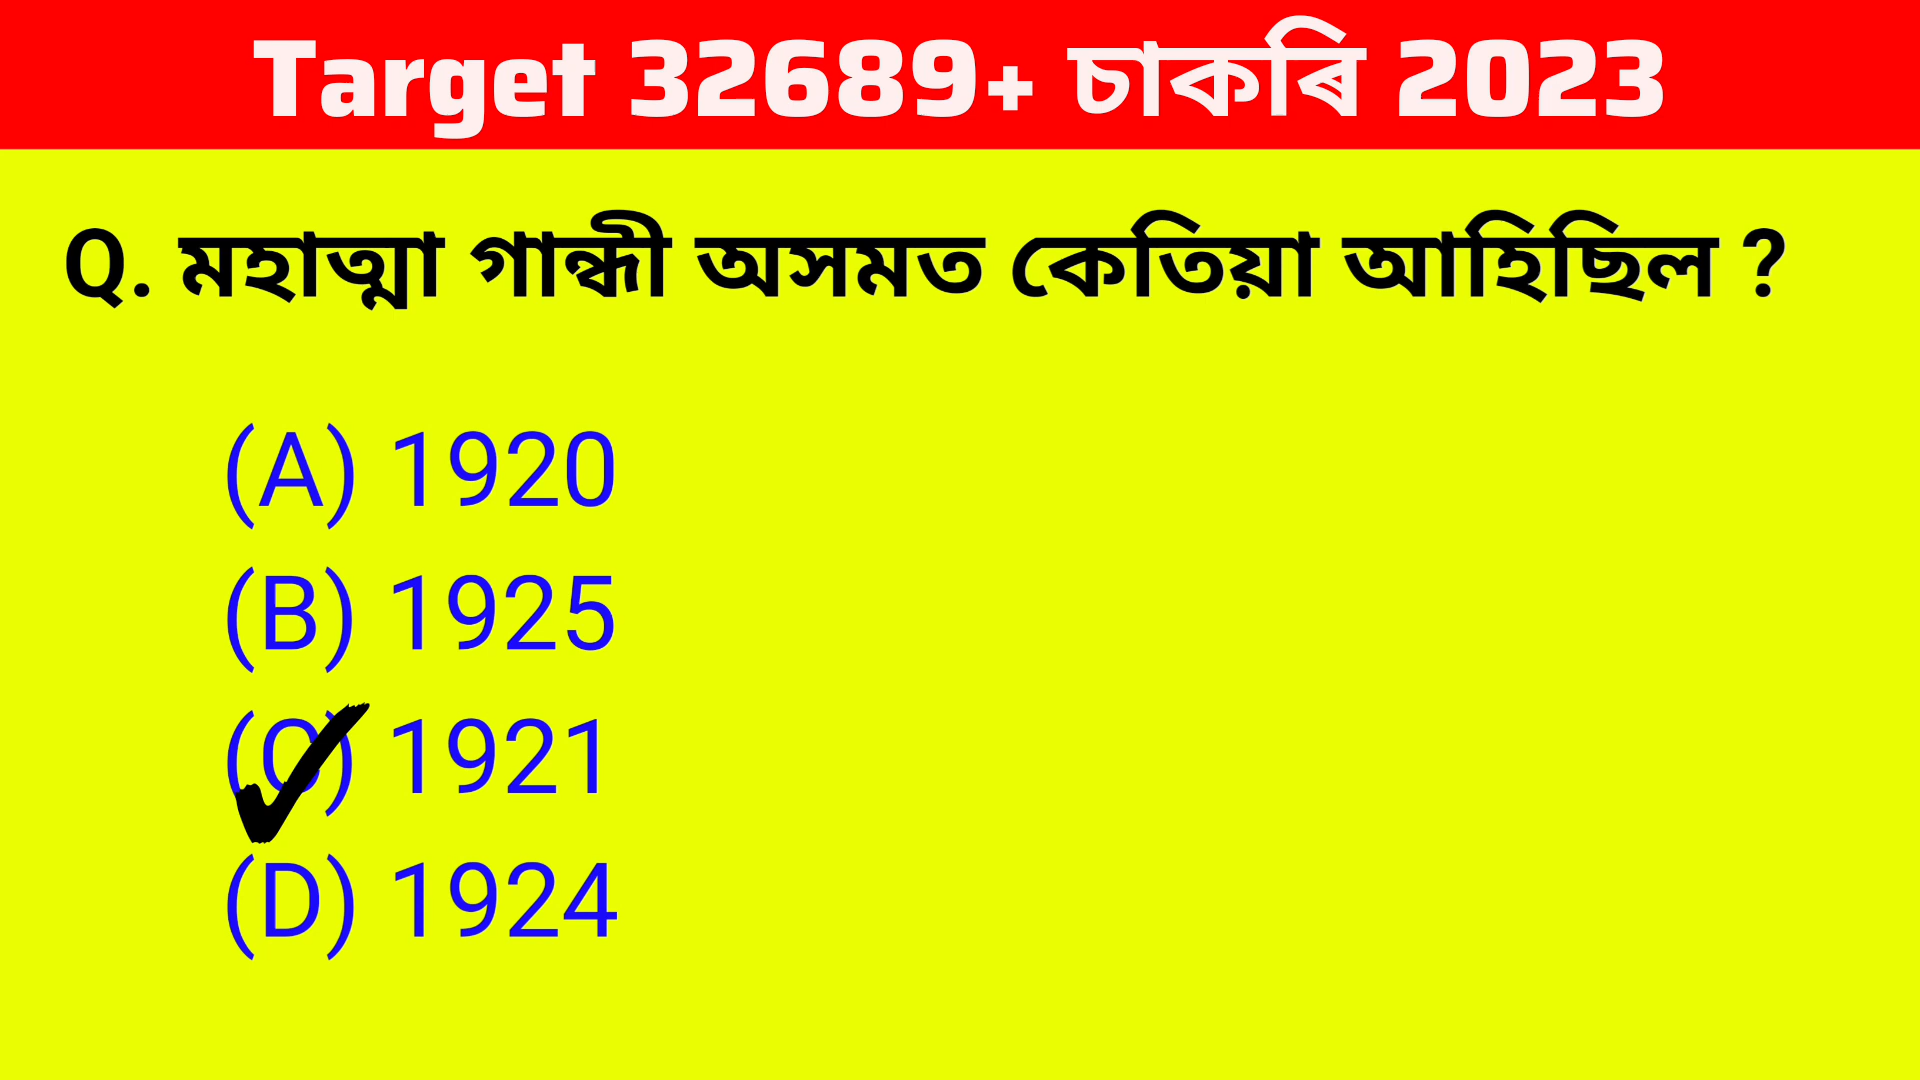 Target 32689+ চাকৰি 2023
Q. মহাত্মা গান্ধী অসমত কেতিয়া আহিছিল ?
(A) 1920
(B) 1925
(C) 1921
(D) 1924